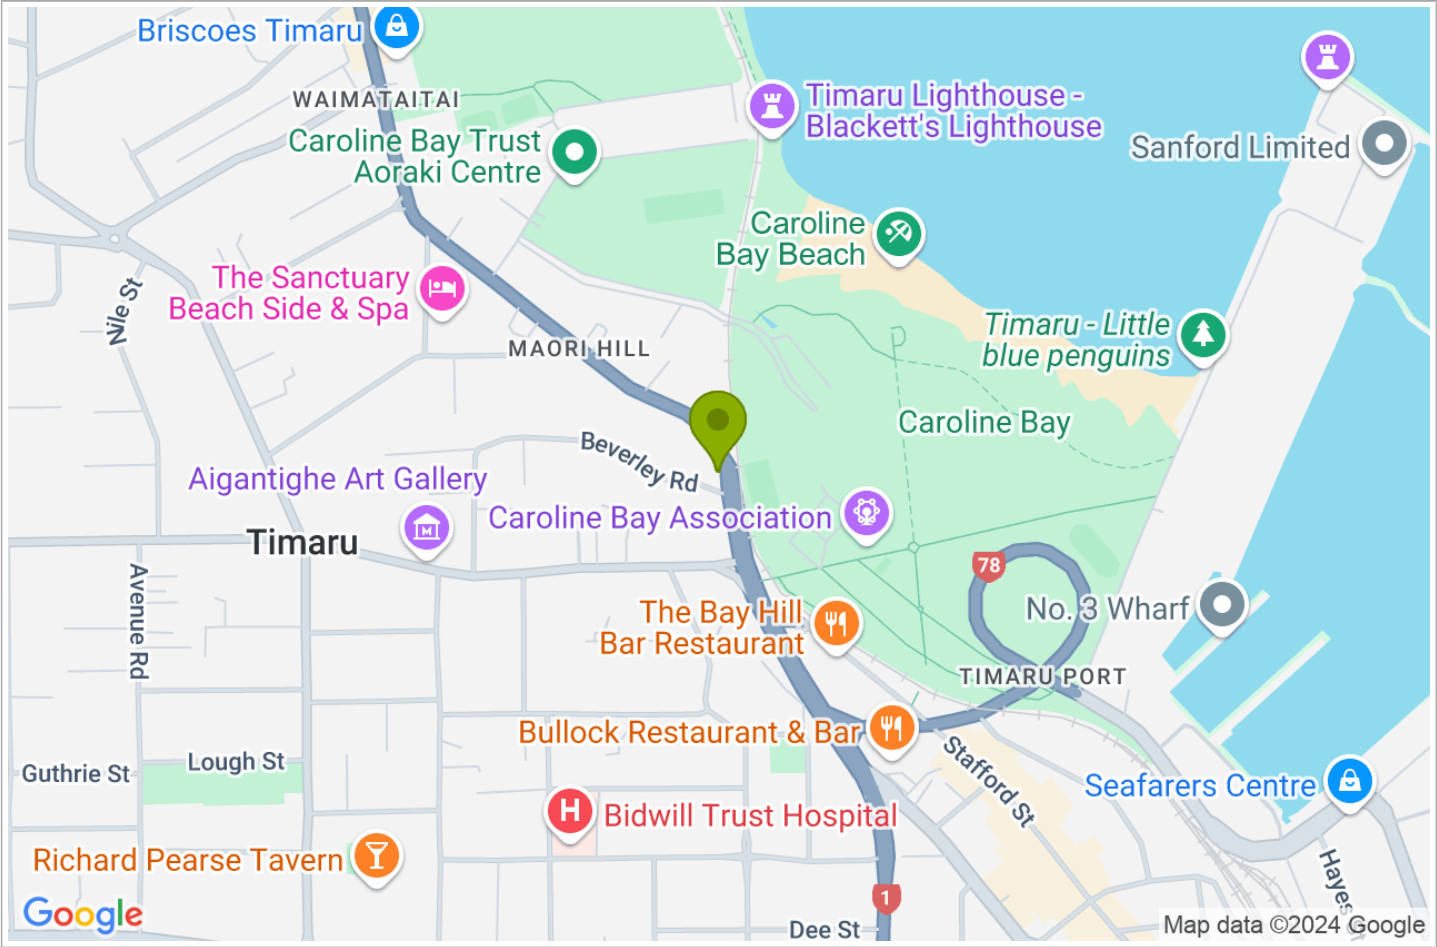 Briscoes Timaru
WAIMATAITAI
Timaru Lighthouse -
Blackett's Lighthouse
Caroline Bay Trust
Aoraki Centre
Sanford Limited
Caroline
Bay Beach
The Sanctuary
Beach Side & Spa
Nile St
Timaru - Little
blue penguins
MAORI HILL
Caroline Bay
Beverley Rd
Aigantighe Art Gallery
M
Caroline Bay Association
Timaru
78
Avenue Rd
No. 3 Wharf
The Bay Hill
Bar Restaurant
TIMARU PORT
Bullock Restaurant & Bar
Stafford St
Lough St
Guthrie St
Seafarers Centre
H
Bidwill Trust Hospital
Richard Pearse Tavern
Hayes St
1
Google
Dee St
Map data ©2024 Google